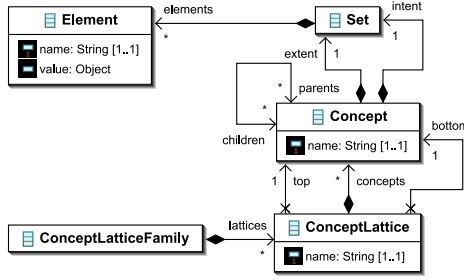 Element
name: String [1..1]
value: Object
elements
*
Set
intent
1
extent
1
*
parents
*
children
Concept
name: String [1..1]
bottom
1
1
top
*
concepts
ConceptLatticeFamily
lattices
*
ConceptLattice
name: String [1..1]